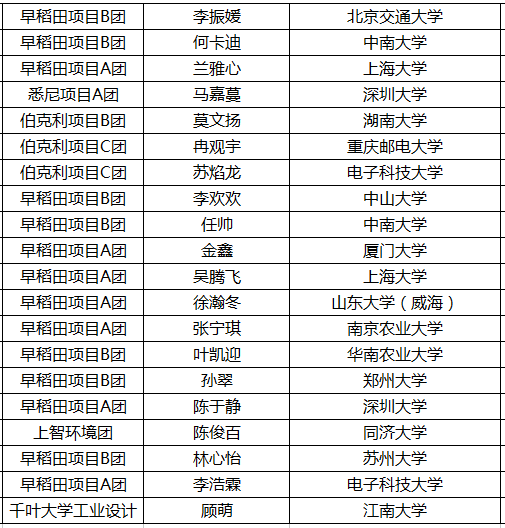 早稻田项目B团 李振媛 北京交通大学
早稻田项目B团 何卡迪 中南大学
早稻田项目A团 兰雅心 上海大学
悉尼项目A团 马嘉蔓 深圳大学
伯克利项目B团 莫文扬 湖南大学
伯克利项目C团 冉观宇 重庆邮电大学
伯克利项目C团 苏焰龙 电子科技大学
早稻田项目B团 李欢欢 中山大学
早稻田项目B团 任帅 中南大学
早稻田项目A团 金鑫 厦门大学
早稻田项目A团 吴腾飞 上海大学
早稻田项目A团 徐瀚冬 山东大学（威海）
早稻田项目A团 张宁琪 南京农业大学
早稻田项目B团 叶凯迎 华南农业大学
早稻田项目B团 孙翠 郑州大学
早稻田项目A团 陈于静 深圳大学
上智环境团 陈俊百 同济大学
早稻田项目B团 林心怡 苏州大学
早稻田项目A团 李浩霖 电子科技大学
千叶大学工业设计 顾萌 江南大学